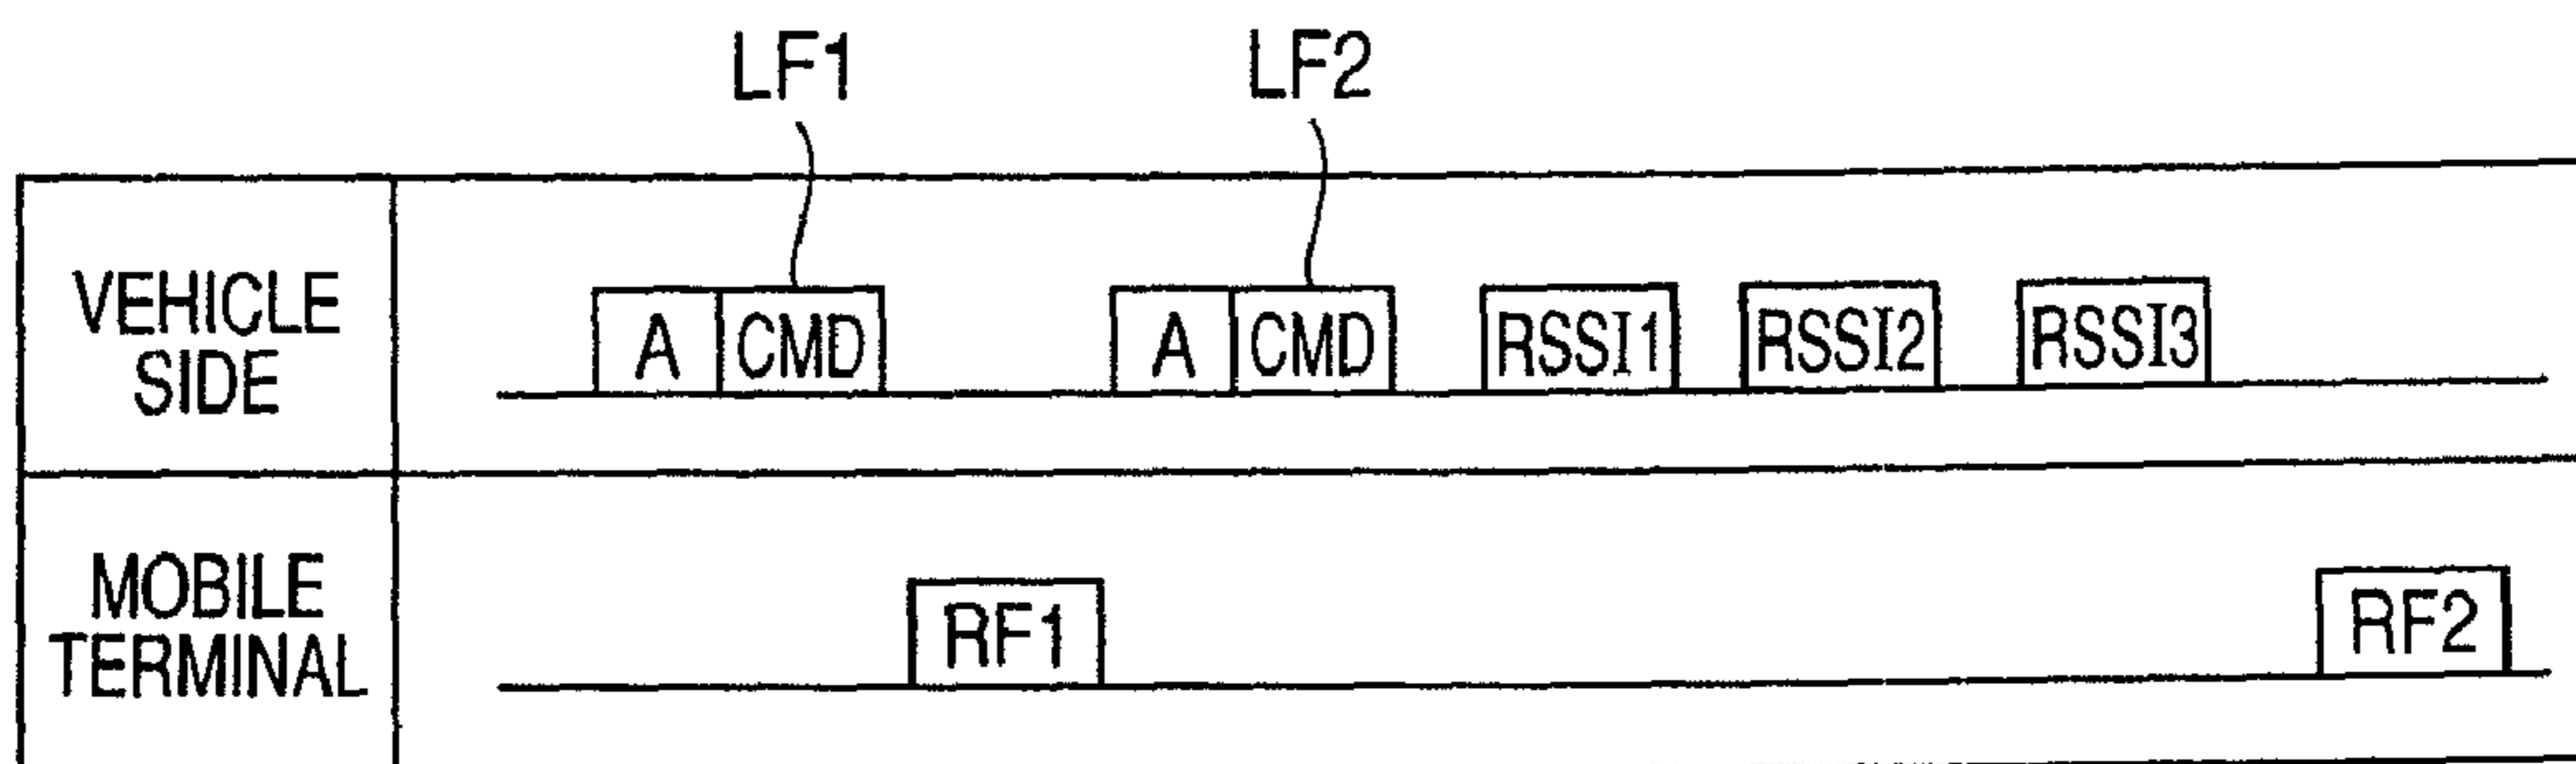 LF1 LF2
VEHICLE
SIDE
A CMD A CMD RSSI1 RSSI2 RSSI3
MOBILE
TERMINAL
RF1 RF2